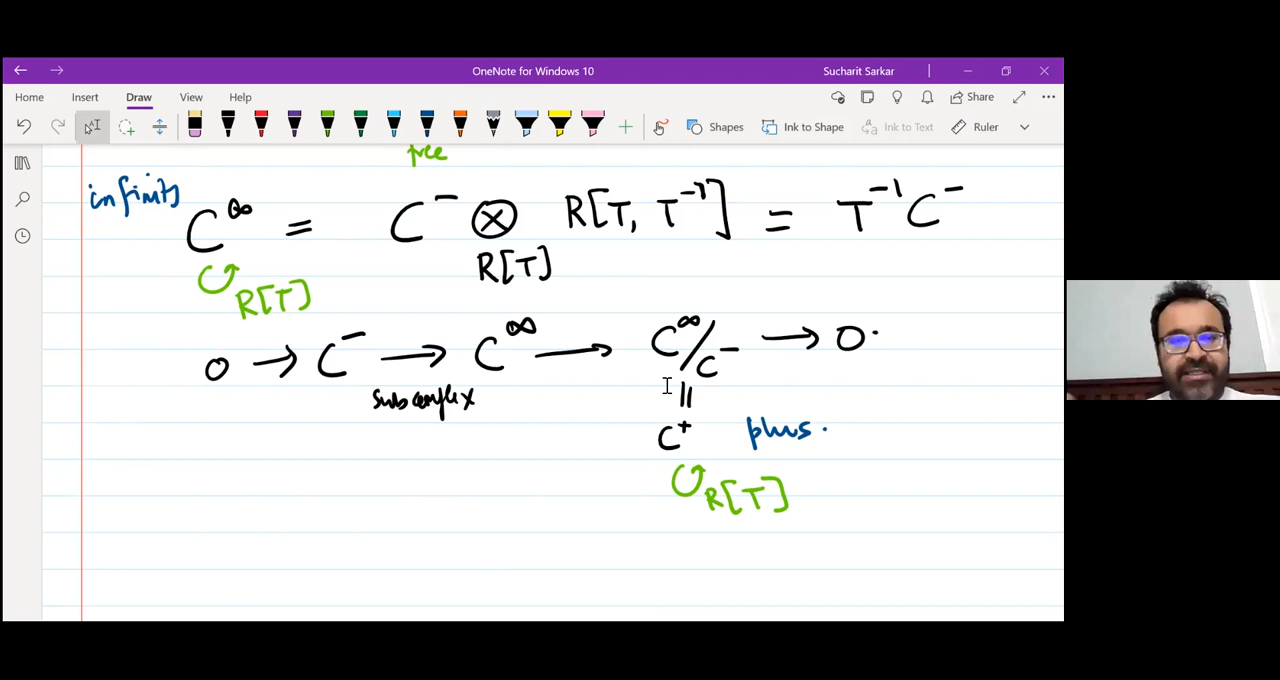 OneNote for Windows 10
Sucharit Sarkar
Home Insert Draw View Help
Share
Shapes Ink to Shape Ink to Text Ruler
free
infinity
C^∞ = C^- ⊗ R[T, T^-1] = T^-1 C^-
R[T]
R[T]
0 → C^- → C^∞ → C^∞/C^- → 0.
subcomplex
=
C^+ plus.
R[T]